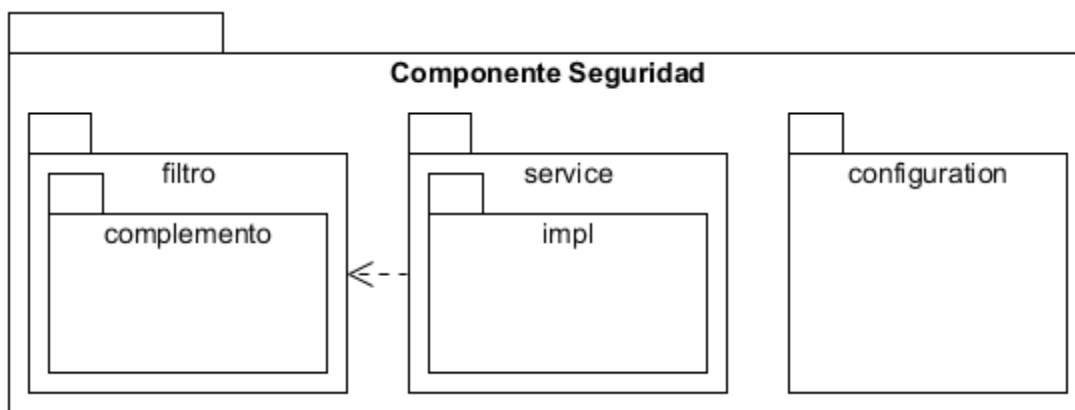 Componente Seguridad
filtro
service
configuration
complemento
impl